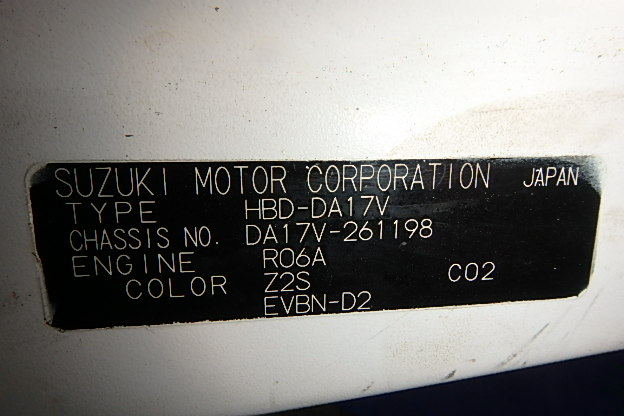 SUZUKI MOTOR CORPORATION JAPAN
TYPE HBD-DA17V
CHASSIS NO. DA17V-261198
ENGINE R06A
COLOR Z2S C02
EVBN-D2